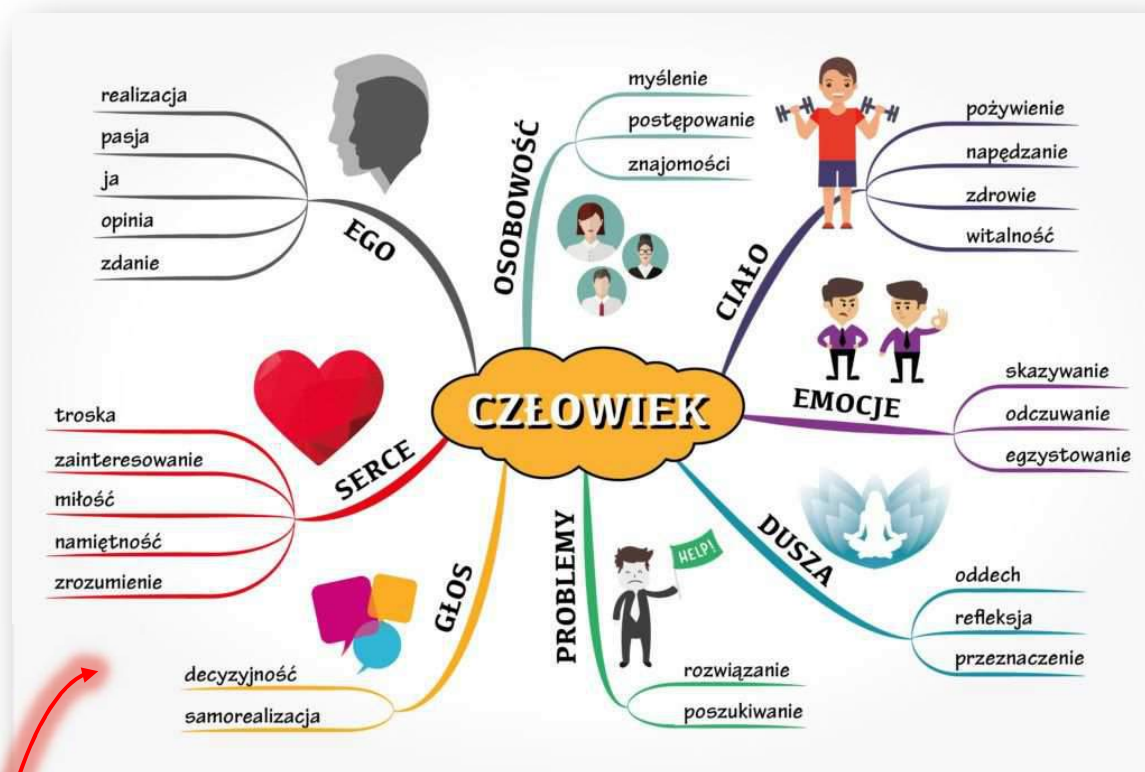 realizacja
pasja
ja
opinia
zdanie
EGO
OSOBOWOŚĆ
myślenie
postępowanie
znajomości
CIAŁO
pożywienie
napędzanie
zdrowie
witalność
CZŁOWIEK
EMOCJE
skazywanie
odczuwanie
egzystowanie
SERCE
troska
zainteresowanie
miłość
namiętność
zrozumienie
GŁOS
decyzyjność
samorealizacja
PROBLEMY
HELP!
rozwiązanie
poszukiwanie
DUSZA
oddech
refleksja
przeznaczenie